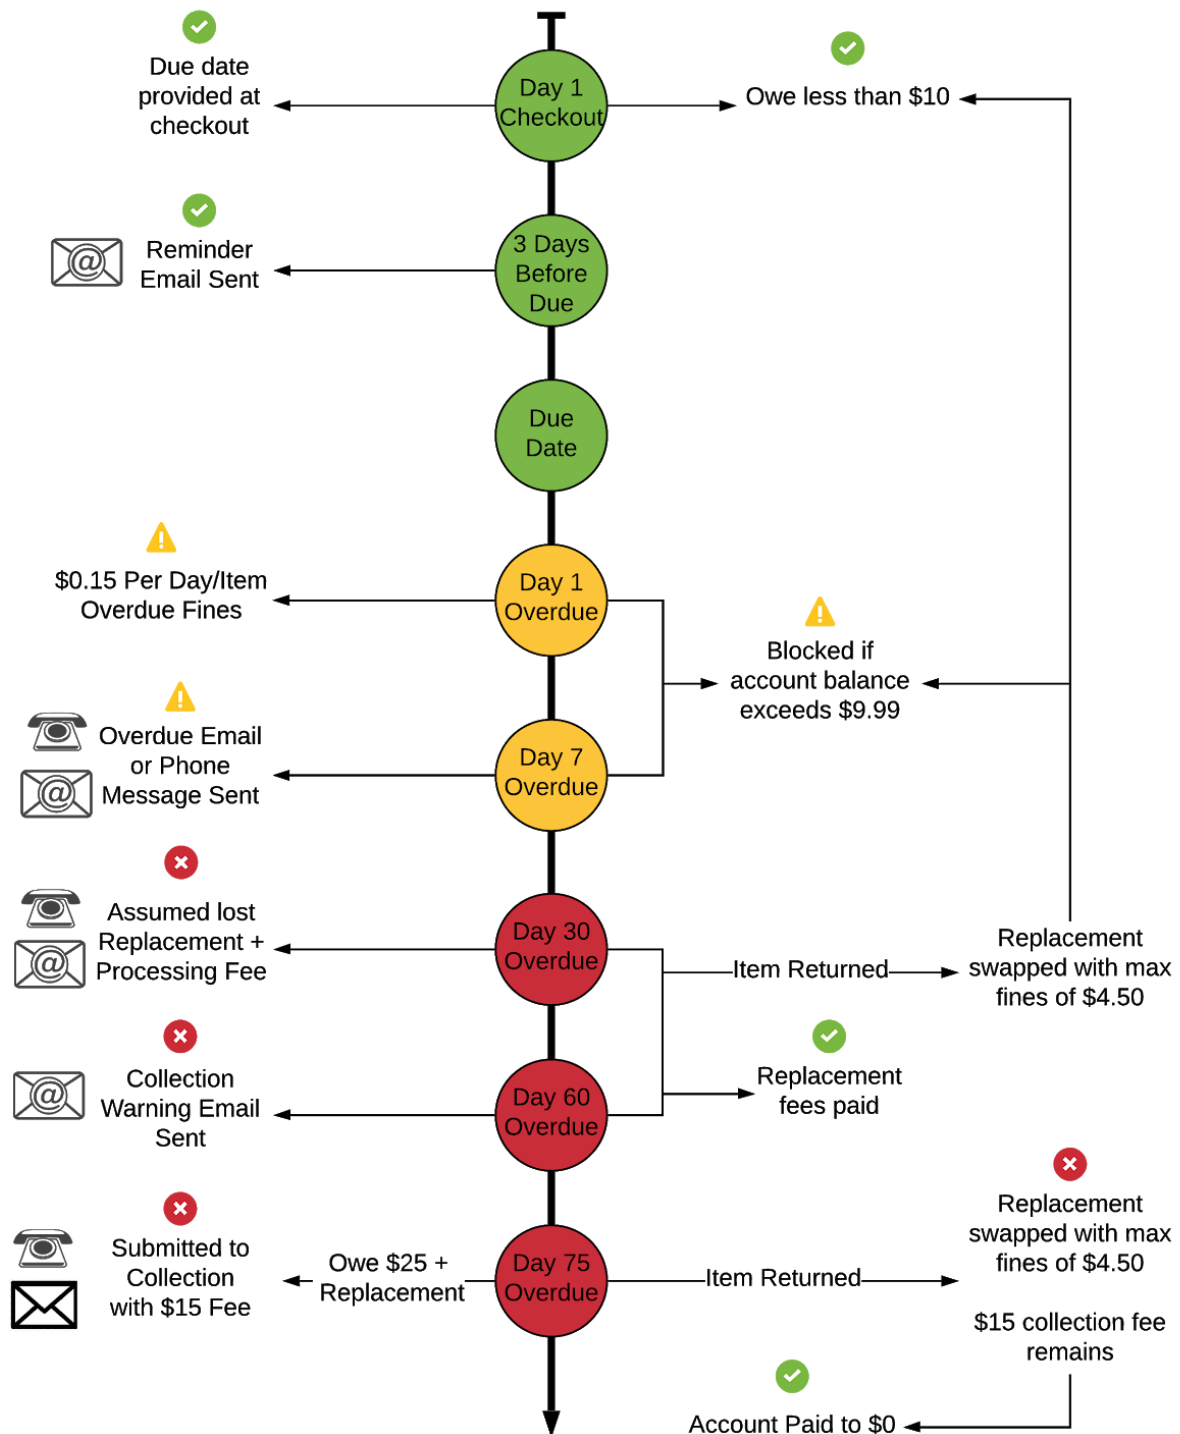 Due date
provided at
checkout
Day 1
Checkout
Owe less than $10
Reminder
Email Sent
3 Days
Before
Due
Due
Date
$0.15 Per Day/Item
Overdue Fines
Day 1
Overdue
Blocked if
account balance
exceeds $9.99
Overdue Email
or Phone
Message Sent
Day 7
Overdue
Assumed lost
Replacement +
Processing Fee
Day 30
Overdue
Item Returned
Replacement
swapped with max
fines of $4.50
Replacement
fees paid
Collection
Warning Email
Sent
Day 60
Overdue
Submitted to
Collection
with $15 Fee
Owe $25 +
Replacement
Day 75
Overdue
Item Returned
Replacement
swapped with max
fines of $4.50
$15 collection fee
remains
Account Paid to $0